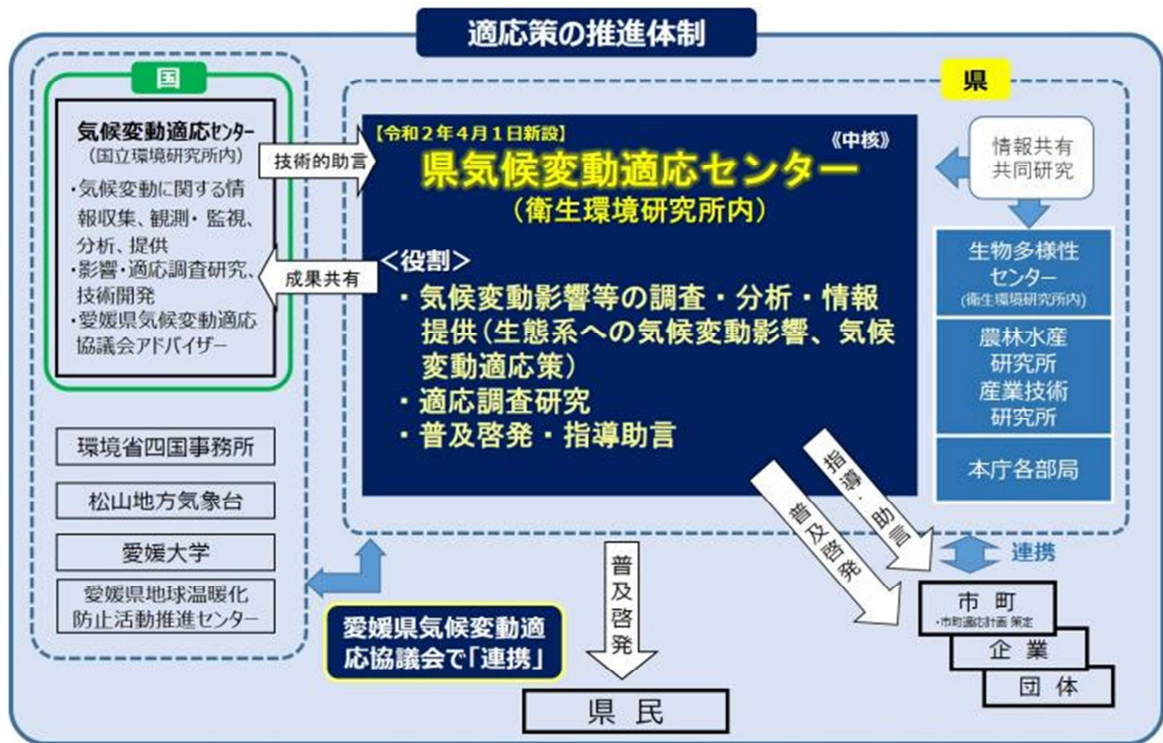 適応策の推進体制
国
気候変動適応センター
(国立環境研究所内)
・気候変動に関する情
報収集、観測・監視、
分析、提供
・影響・適応調査研究、
技術開発
・愛媛県気候変動適応
協議会アドバイザー
環境省四国事務所
松山地方気象台
愛媛大学
愛媛県地球温暖化
防止活動推進センター
技術的助言
成果共有
県
【令和2年4月1日新設】
《中核》
県気候変動適応センター
(衛生環境研究所内)
<役割>
・気候変動影響等の調査・分析・情報
提供(生態系への気候変動影響、気候
変動適応策)
・適応調査研究
・普及啓発・指導助言
情報共有
共同研究
生物多様性
センター
(衛生環境研究所内)
農林水産
研究所
産業技術
研究所
本庁各部局
愛媛県気候変動適
応協議会で「連携」
普及啓発
県民
普及啓発
指導・助言
連携
市町
・市町適応計画 策定
企業
団体